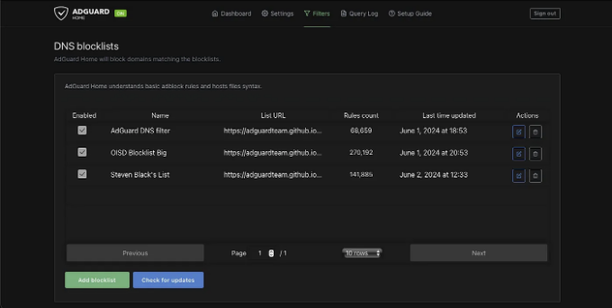 ADGUARD ON
HOME
Dashboard Settings Filters Query Log Setup Guide
Sign out
DNS blocklists
AdGuard Home will block domains matching the blocklists.
AdGuard Home understands basic adblock rules and hosts files syntax.
Enabled Name List URL Rules count Last time updated Actions
AdGuard DNS filter https://adguardteam.github.io... 68,659 June 1, 2024 at 18:53
OISD Blocklist Big https://adguardteam.github.io... 270,192 June 1, 2024 at 20:53
Steven Black's List https://adguardteam.github.io... 141,885 June 2, 2024 at 12:33
Previous Page 1 / 1 10 rows Next
Add blocklist Check for updates